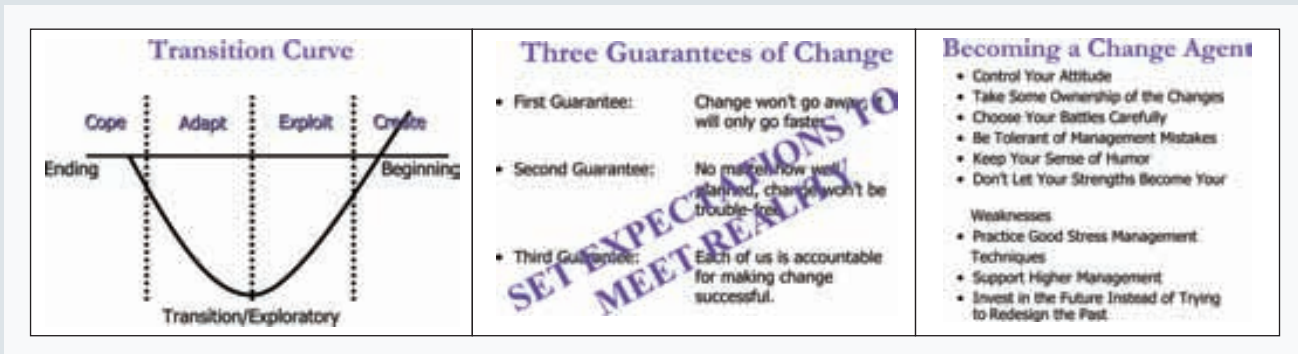 Transition Curve
Cope Adapt Exploit Create
Ending Beginning
Transition/Exploratory
Three Guarantees of Change
• First Guarantee: Change won't go away; it
will only go faster.
• Second Guarantee: No matter how well
planned, change won't be
trouble-free.
• Third Guarantee: Each of us is accountable
for making change
successful.
SET EXPECTATIONS TO
MEET REALITY
Becoming a Change Agent
• Control Your Attitude
• Take Some Ownership of the Changes
• Choose Your Battles Carefully
• Be Tolerant of Management Mistakes
• Keep Your Sense of Humor
• Don't Let Your Strengths Become Your
Weaknesses
• Practice Good Stress Management
Techniques
• Support Higher Management
• Invest in the Future Instead of Trying
to Redesign the Past